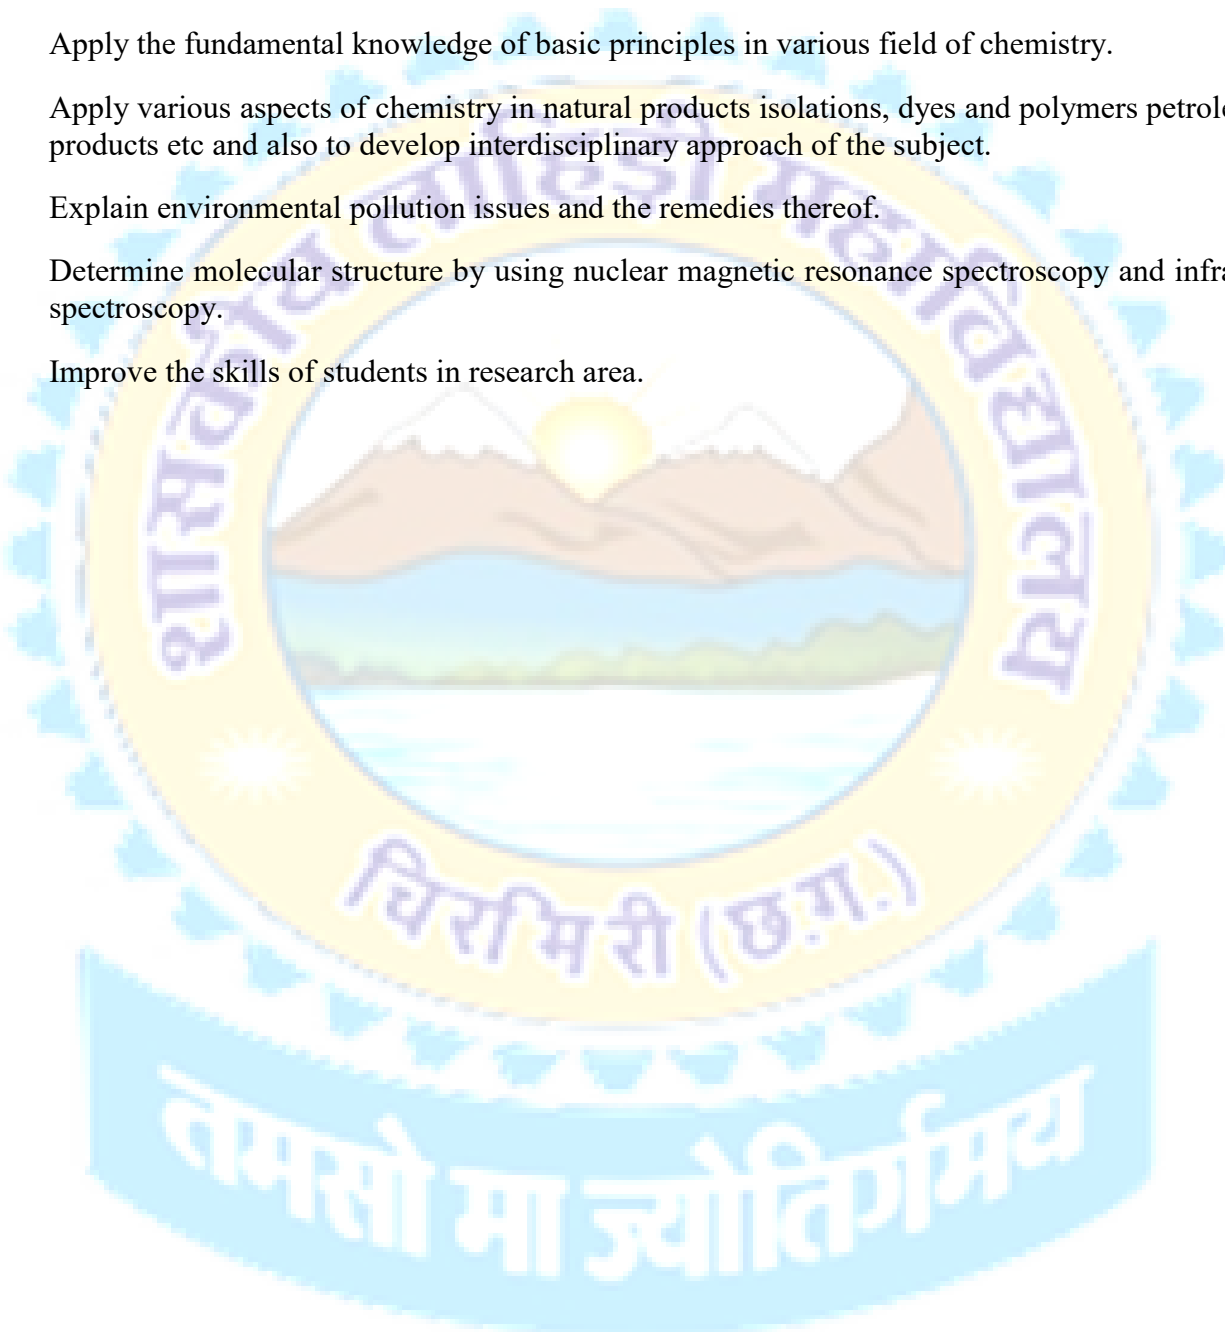 Apply the fundamental knowledge of basic principles in various field of chemistry.
Apply various aspects of chemistry in natural products isolations, dyes and polymers
products etc and also to develop interdisciplinary approach of the subject.
Explain environmental pollution issues and the remedies thereof.
Determine molecular structure by using nuclear magnetic resonance spectroscopy and
spectroscopy.
Improve the skills of students in research area.
शासकीय लाहिड़ी महाविद्यालय
चिरमिरी (छ.ग.)
तमसो मा ज्योतिर्गमय